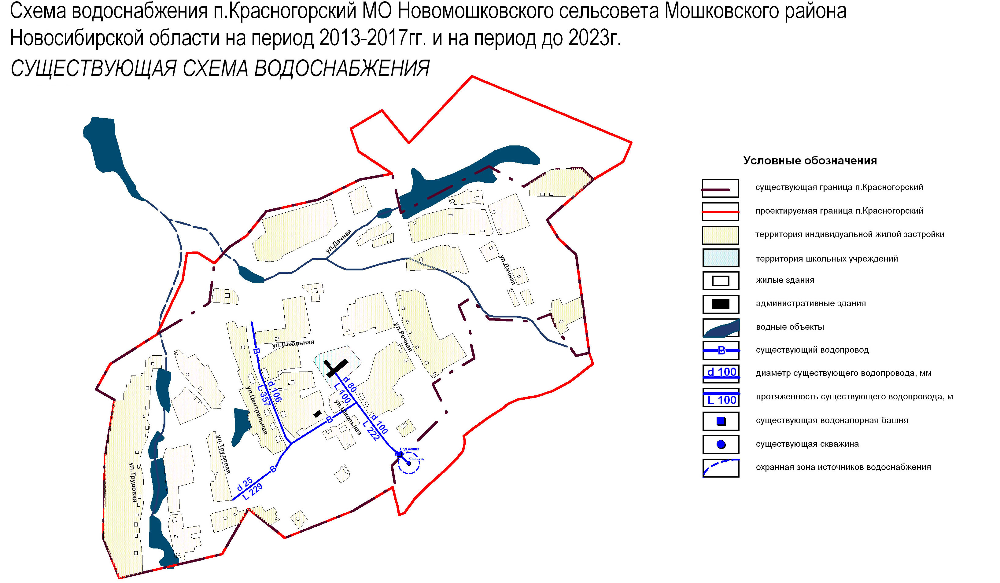 Схема водоснабжения п.Красногорский МО Новомошковского сельсовета Мошковского района
Новосибирской области на период 2013-2017гг. и на период до 2023г.
СУЩЕСТВУЮЩАЯ СХЕМА ВОДОСНАБЖЕНИЯ
ул.Дачная
ул.Дачная
ул.Речная
ул.Школьная
В
d 106
L 357
ул.Центральная
d 80
L 100
ул.Школьная
В
d 100
L 222
Вод.башня
Скв.сущ.
ул.Трудовая
ул.Трудовая
В
d 25
L 229
Условные обозначения
существующая граница п.Красногорский
проектируемая граница п.Красногорский
территория индивидуальной жилой застройки
территория школьных учреждений
жилые здания
административные здания
водные объекты
В существующий водопровод
d 100 диаметр существующего водопровода, мм
L 100 протяженность существующего водопровода, м
существующая водонапорная башня
существующая скважина
охранная зона источников водоснабжения